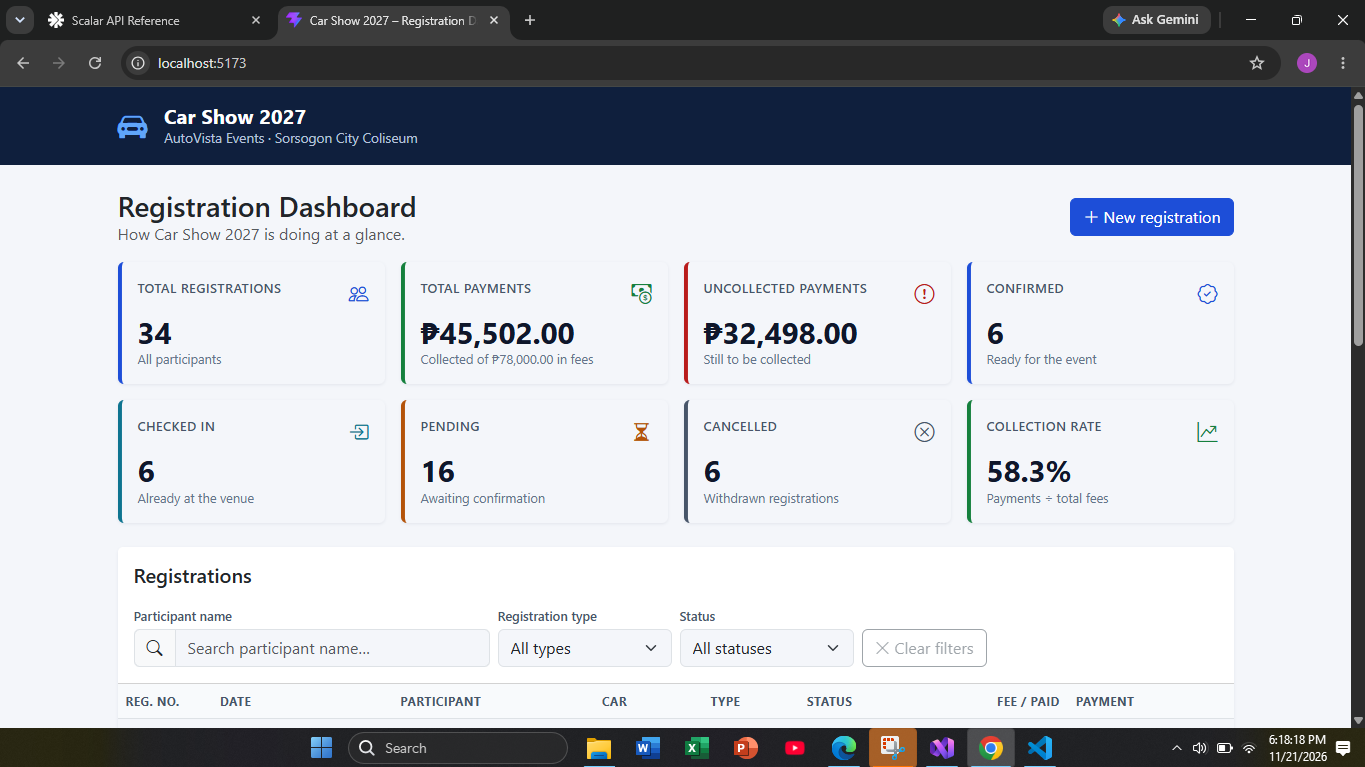 Scalar API Reference
Car Show 2027 – Registration D
Ask Gemini
localhost:5173
J
Car Show 2027
AutoVista Events · Sorsogon City Coliseum
Registration Dashboard
How Car Show 2027 is doing at a glance.
New registration
TOTAL REGISTRATIONS
34
All participants
TOTAL PAYMENTS
₱45,502.00
Collected of ₱78,000.00 in fees
UNCOLLECTED PAYMENTS
₱32,498.00
Still to be collected
CONFIRMED
6
Ready for the event
CHECKED IN
6
Already at the venue
PENDING
16
Awaiting confirmation
CANCELLED
6
Withdrawn registrations
COLLECTION RATE
58.3%
Payments ÷ total fees
Registrations
Participant name
Registration type
Status
Search participant name...
All types
All statuses
Clear filters
REG. NO. DATE PARTICIPANT CAR TYPE STATUS FEE / PAID PAYMENT
Search
6:18:18 PM
11/21/2026